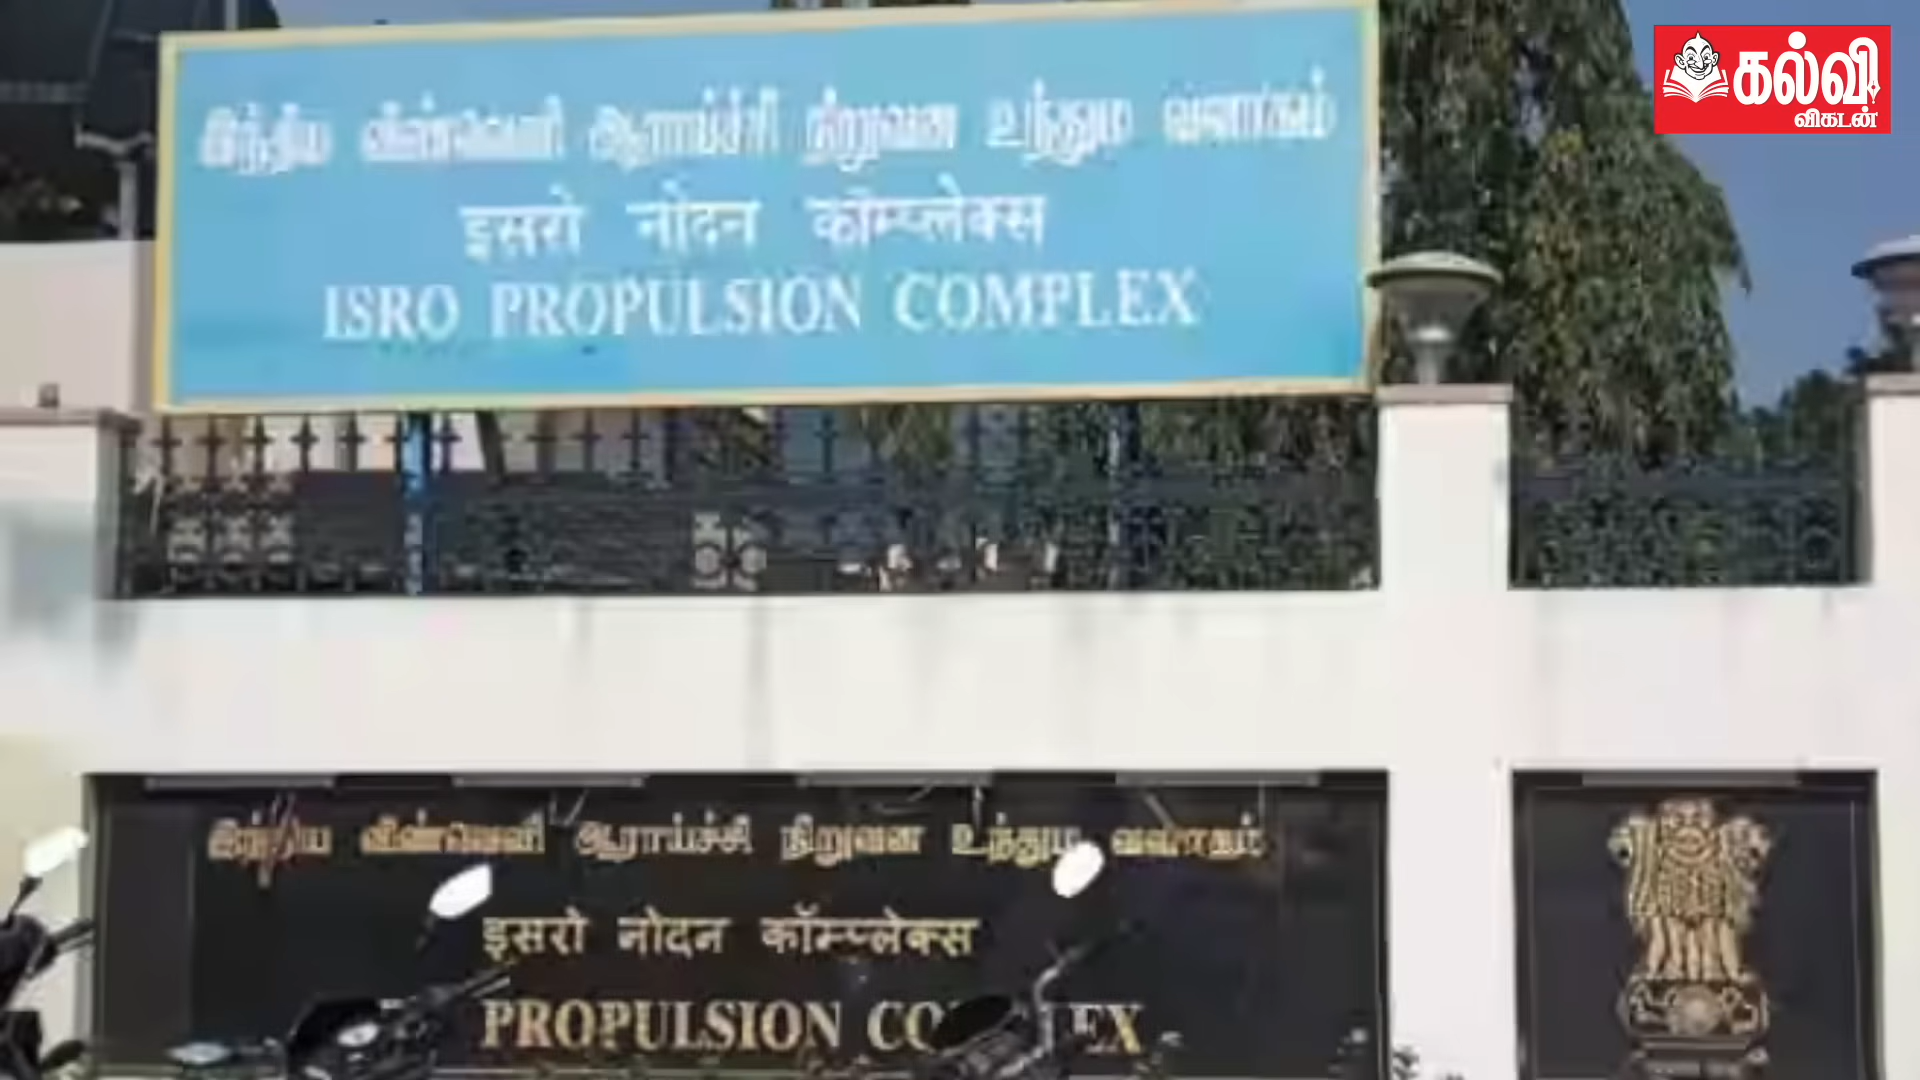 இந்திய விண்வெளி ஆராய்ச்சி நிறுவன உந்தும வளாகம்
इसरो नोदन कॉम्प्लेक्स
ISRO PROPULSION COMPLEX
கல்வி
விகடன்
இந்திய விண்வெளி ஆராய்ச்சி நிறுவன உந்தும வளாகம்
इसरो नोदन कॉम्प्लेक्स
PROPULSION